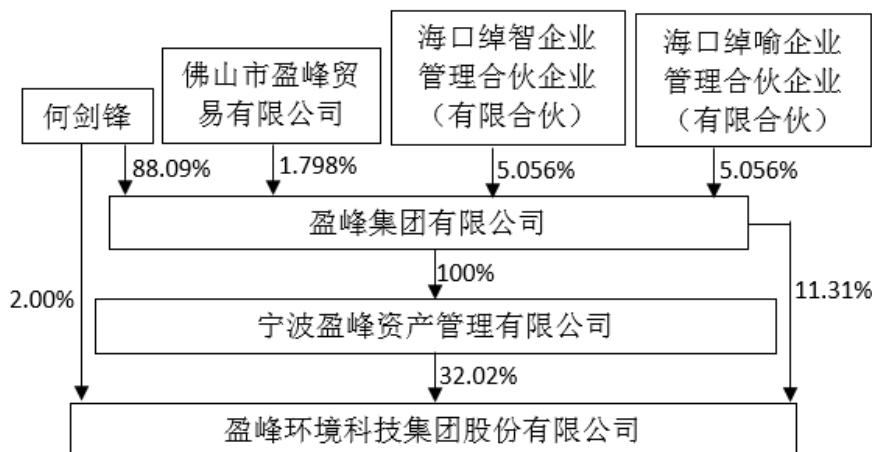 何剑锋
佛山市盈峰贸
易有限公司
海口绰智企业
管理合伙企业
（有限合伙）
海口绰喻企业
管理合伙企业
（有限合伙）
88.09%
1.798%
5.056%
5.056%
盈峰集团有限公司
100%
2.00%
11.31%
宁波盈峰资产管理有限公司
32.02%
盈峰环境科技集团股份有限公司